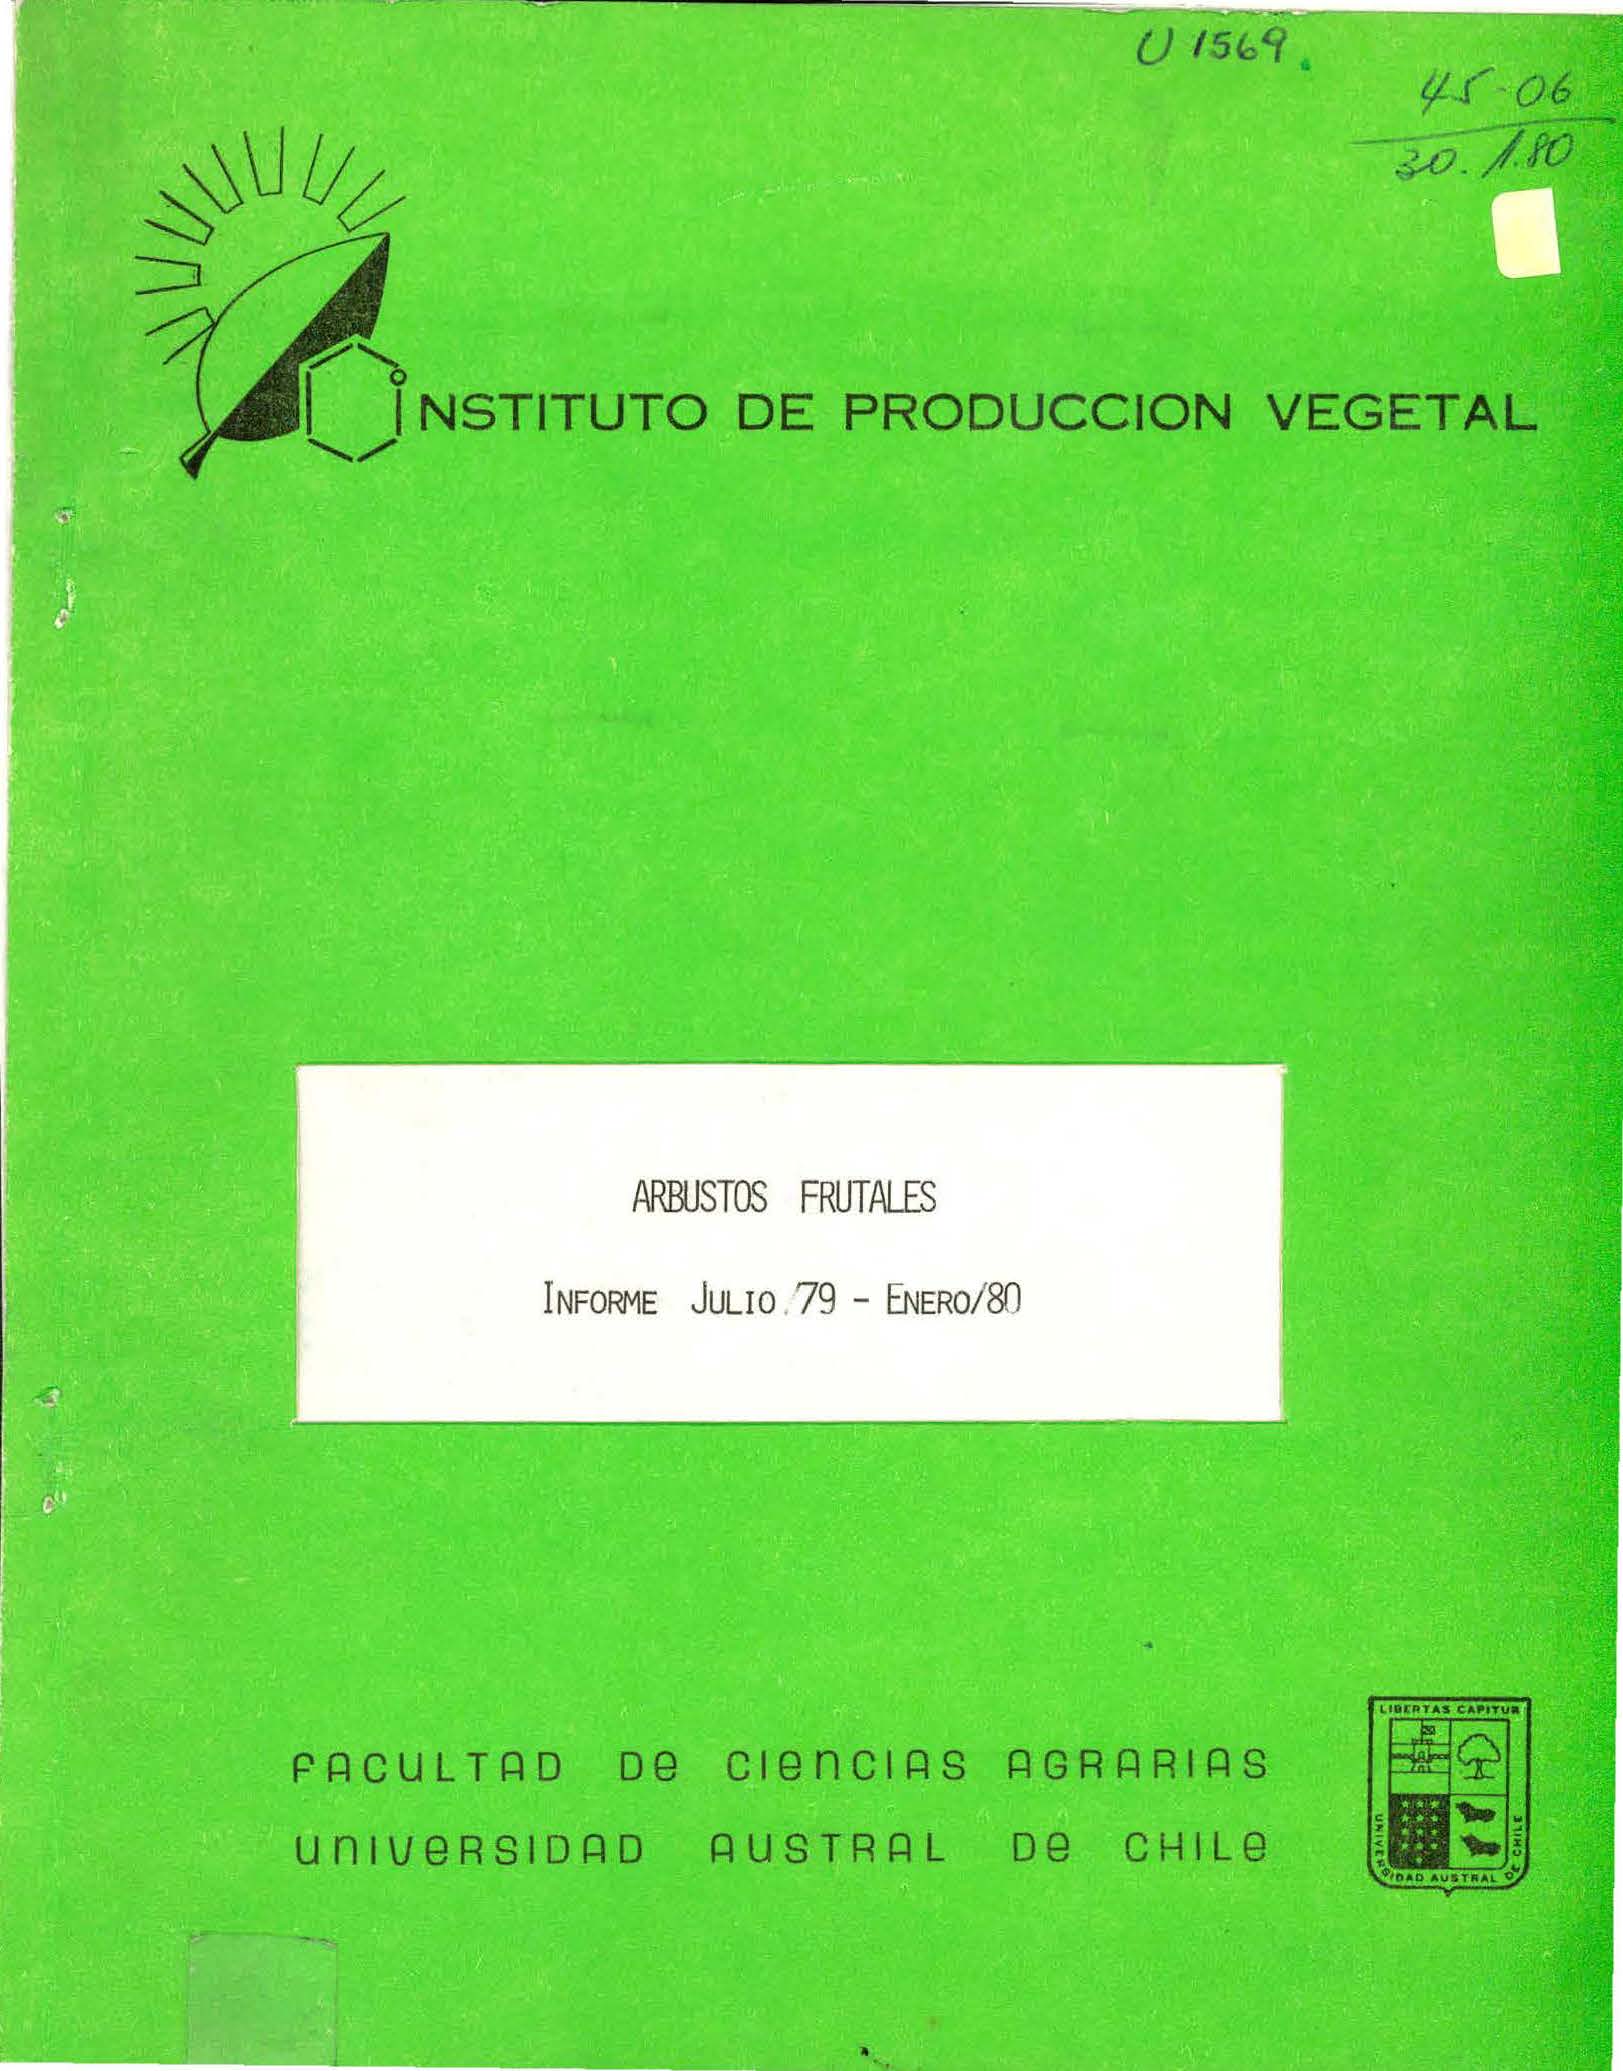 U 1569.
45-06
30.1.80
INSTITUTO DE PRODUCCION VEGETAL
ARBUSTOS FRUTALES
INFORME JULIO/79 - ENERO/80
FACULTAD DE CIENCIAS AGRARIAS
UNIVERSIDAD AUSTRAL DE CHILE
LIBERTAS CAPITUR
UNIVERSIDAD AUSTRAL DE CHILE